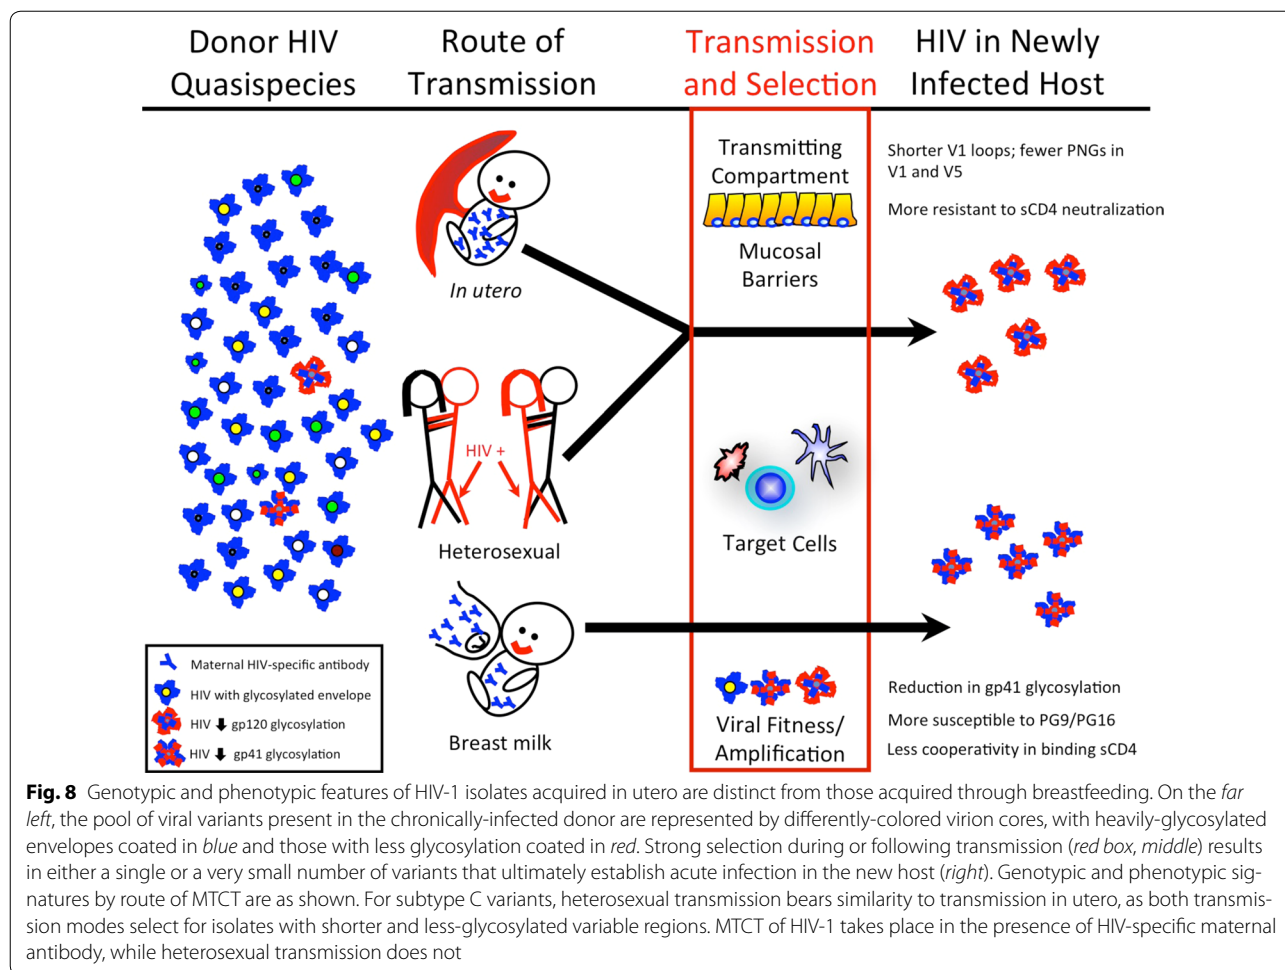 Donor HIV
Quasispecies
Route of
Transmission
Transmission
and Selection
HIV in Newly
Infected Host
In utero
HIV +
Heterosexual
Breast milk
Transmitting
Compartment
Mucosal
Barriers
Target Cells
Viral Fitness/
Amplification
Shorter V1 loops; fewer PNGs in
V1 and V5
More resistant to sCD4 neutralization
Reduction in gp41 glycosylation
More susceptible to PG9/PG16
Less cooperativity in binding sCD4
Maternal HIV-specific antibody
HIV with glycosylated envelope
HIV ⬇ gp120 glycosylation
HIV ⬇ gp41 glycosylation
Fig. 8 Genotypic and phenotypic features of HIV-1 isolates acquired in utero are distinct from those acquired through breastfeeding. On the far
left, the pool of viral variants present in the chronically-infected donor are represented by differently-colored virion cores, with heavily-glycosylated
envelopes coated in blue and those with less glycosylation coated in red. Strong selection during or following transmission (red box, middle) results
in either a single or a very small number of variants that ultimately establish acute infection in the new host (right). Genotypic and phenotypic sig-
natures by route of MTCT are as shown. For subtype C variants, heterosexual transmission bears similarity to transmission in utero, as both transmis-
sion modes select for isolates with shorter and less-glycosylated variable regions. MTCT of HIV-1 takes place in the presence of HIV-specific maternal
antibody, while heterosexual transmission does not